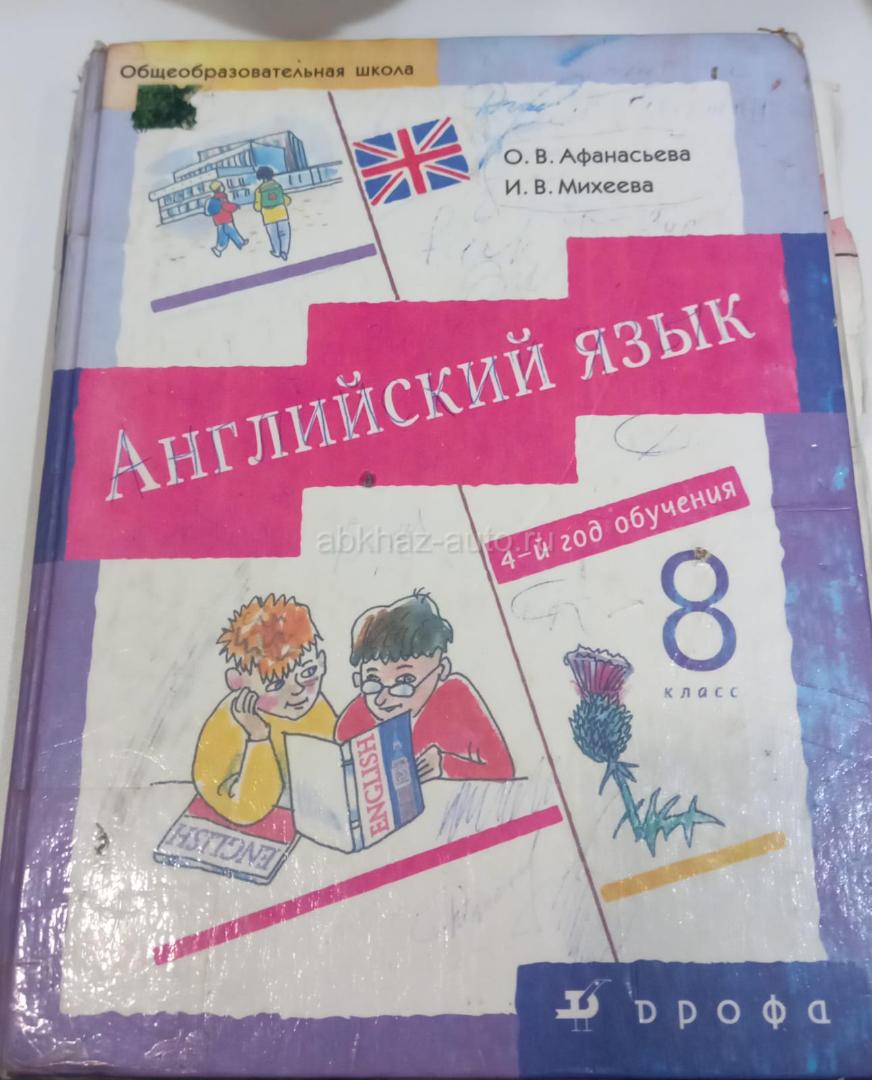 Общеобразовательная школа
О. В. Афанасьева
И. В. Михеева
Английский язык
abkhaz-auto.ru
4-й год обучения
8
класс
ENGLISH
ENGLISH
дрофа